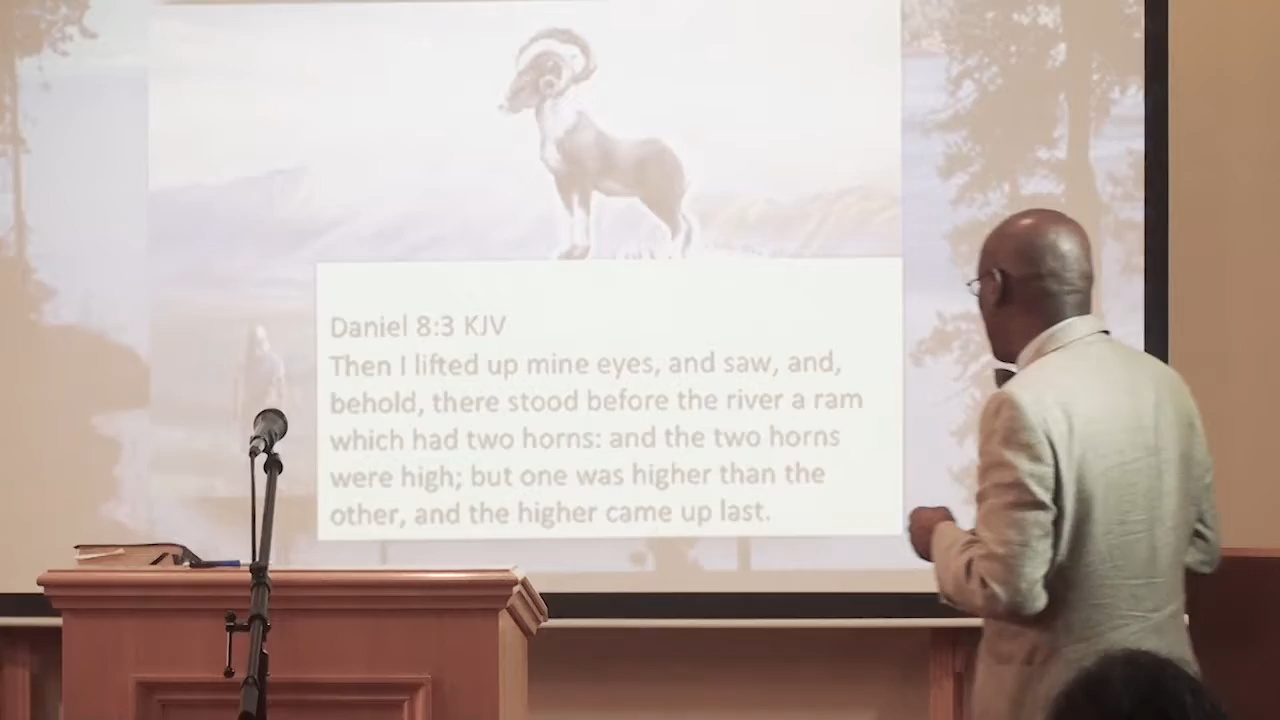 Daniel 8:3 KJV
Then I lifted up mine eyes, and saw, and,
behold, there stood before the river a ram
which had two horns: and the two horns
were high; but one was higher than the
other, and the higher came up last.